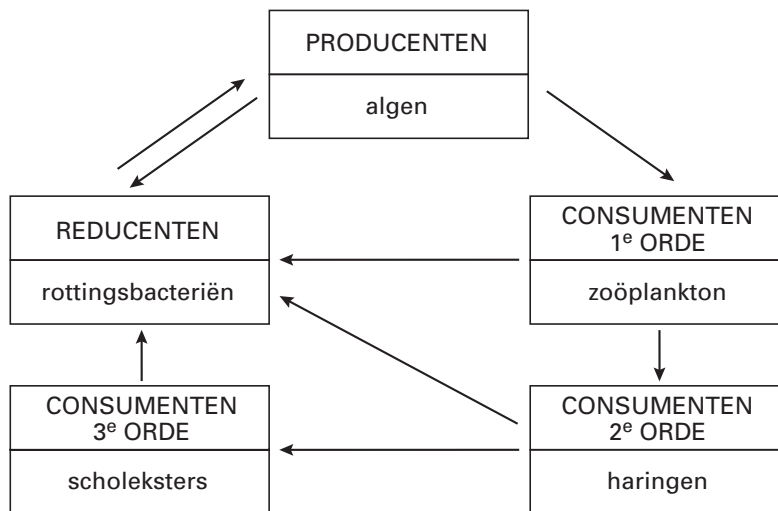 PRODUCENTEN
algen
REDUCENTEN
rottingsbacteriën
CONSUMENTEN
1e ORDE
zoöplankton
CONSUMENTEN
3e ORDE
scholeksters
CONSUMENTEN
2e ORDE
haringen